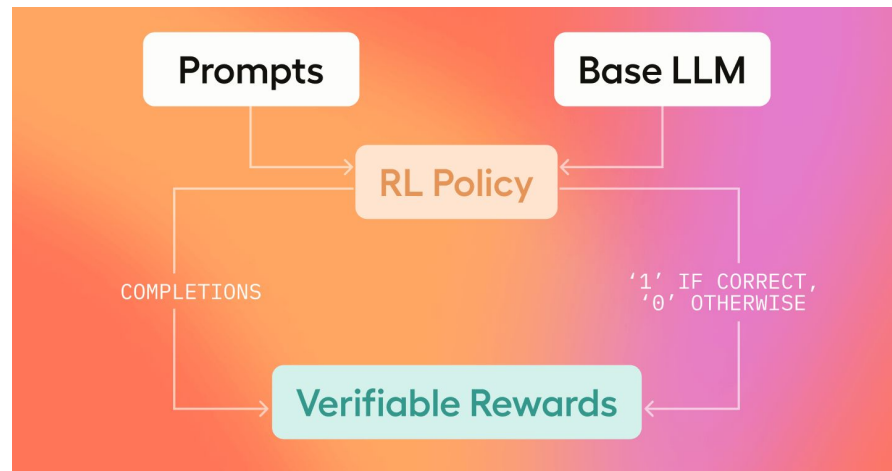 Prompts
Base LLM
RL Policy
COMPLETIONS
‘1’ IF CORRECT,
‘0’ OTHERWISE
Verifiable Rewards